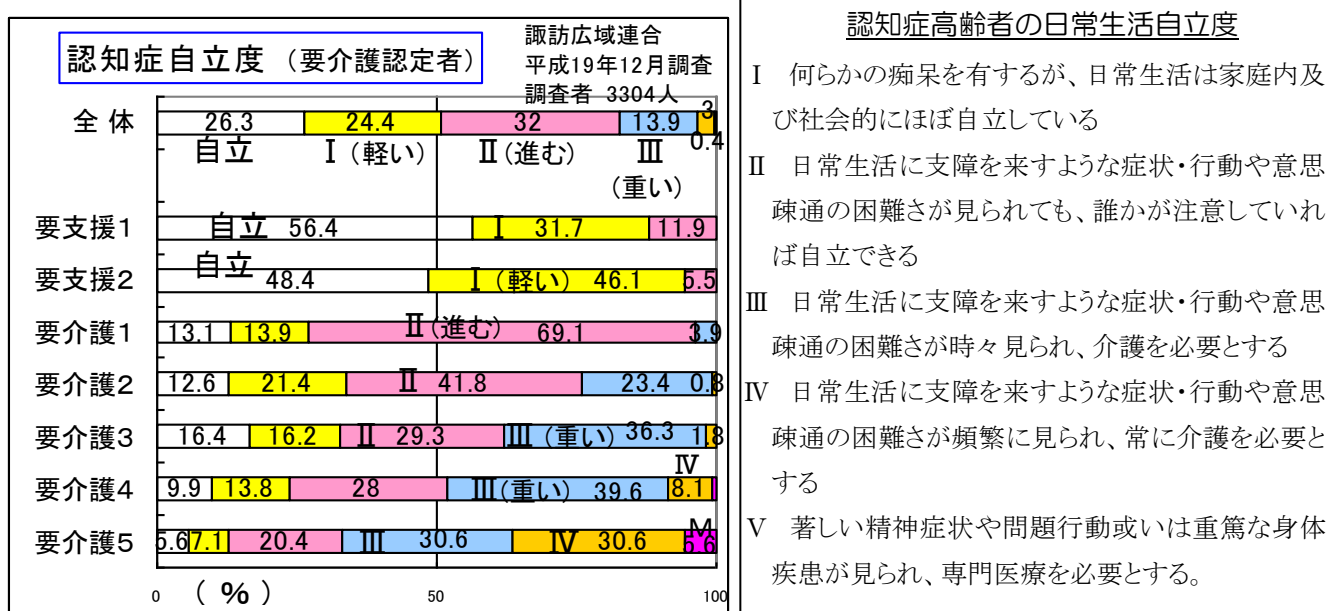 認知症自立度 （要介護認定者）
諏訪広域連合
平成19年12月調査
調査者 3304人
全 体
26.3 24.4 32 13.9 3 0.4
自立 Ⅰ（軽い） Ⅱ（進む） Ⅲ
（重い）
要支援1 自立 56.4 Ⅰ 31.7 11.9
要支援2 自立 48.4 Ⅰ（軽い） 46.1 5.5
要介護1 13.1 13.9 Ⅱ（進む） 69.1 3.9
要介護2 12.6 21.4 Ⅱ 41.8 23.4 0.8
要介護3 16.4 16.2 Ⅱ 29.3 Ⅲ（重い） 36.3 1.8
Ⅳ
要介護4 9.9 13.8 28 Ⅲ(重い） 39.6 8.1
M
要介護5 5.6 7.1 20.4 Ⅲ 30.6 Ⅳ 30.6 5.6
0 （ % ） 50 100
認知症高齢者の日常生活自立度
Ⅰ 何らかの痴呆を有するが、日常生活は家庭内及
び社会的にほぼ自立している
Ⅱ 日常生活に支障を来すような症状・行動や意思
疎通の困難さが見られても、誰かが注意していれ
ば自立できる
Ⅲ 日常生活に支障を来すような症状・行動や意思
疎通の困難さが時々見られ、介護を必要とする
Ⅳ 日常生活に支障を来すような症状・行動や意思
疎通の困難さが頻繁に見られ、常に介護を必要と
する
Ⅴ 著しい精神症状や問題行動或いは重篤な身体
疾患が見られ、専門医療を必要とする。